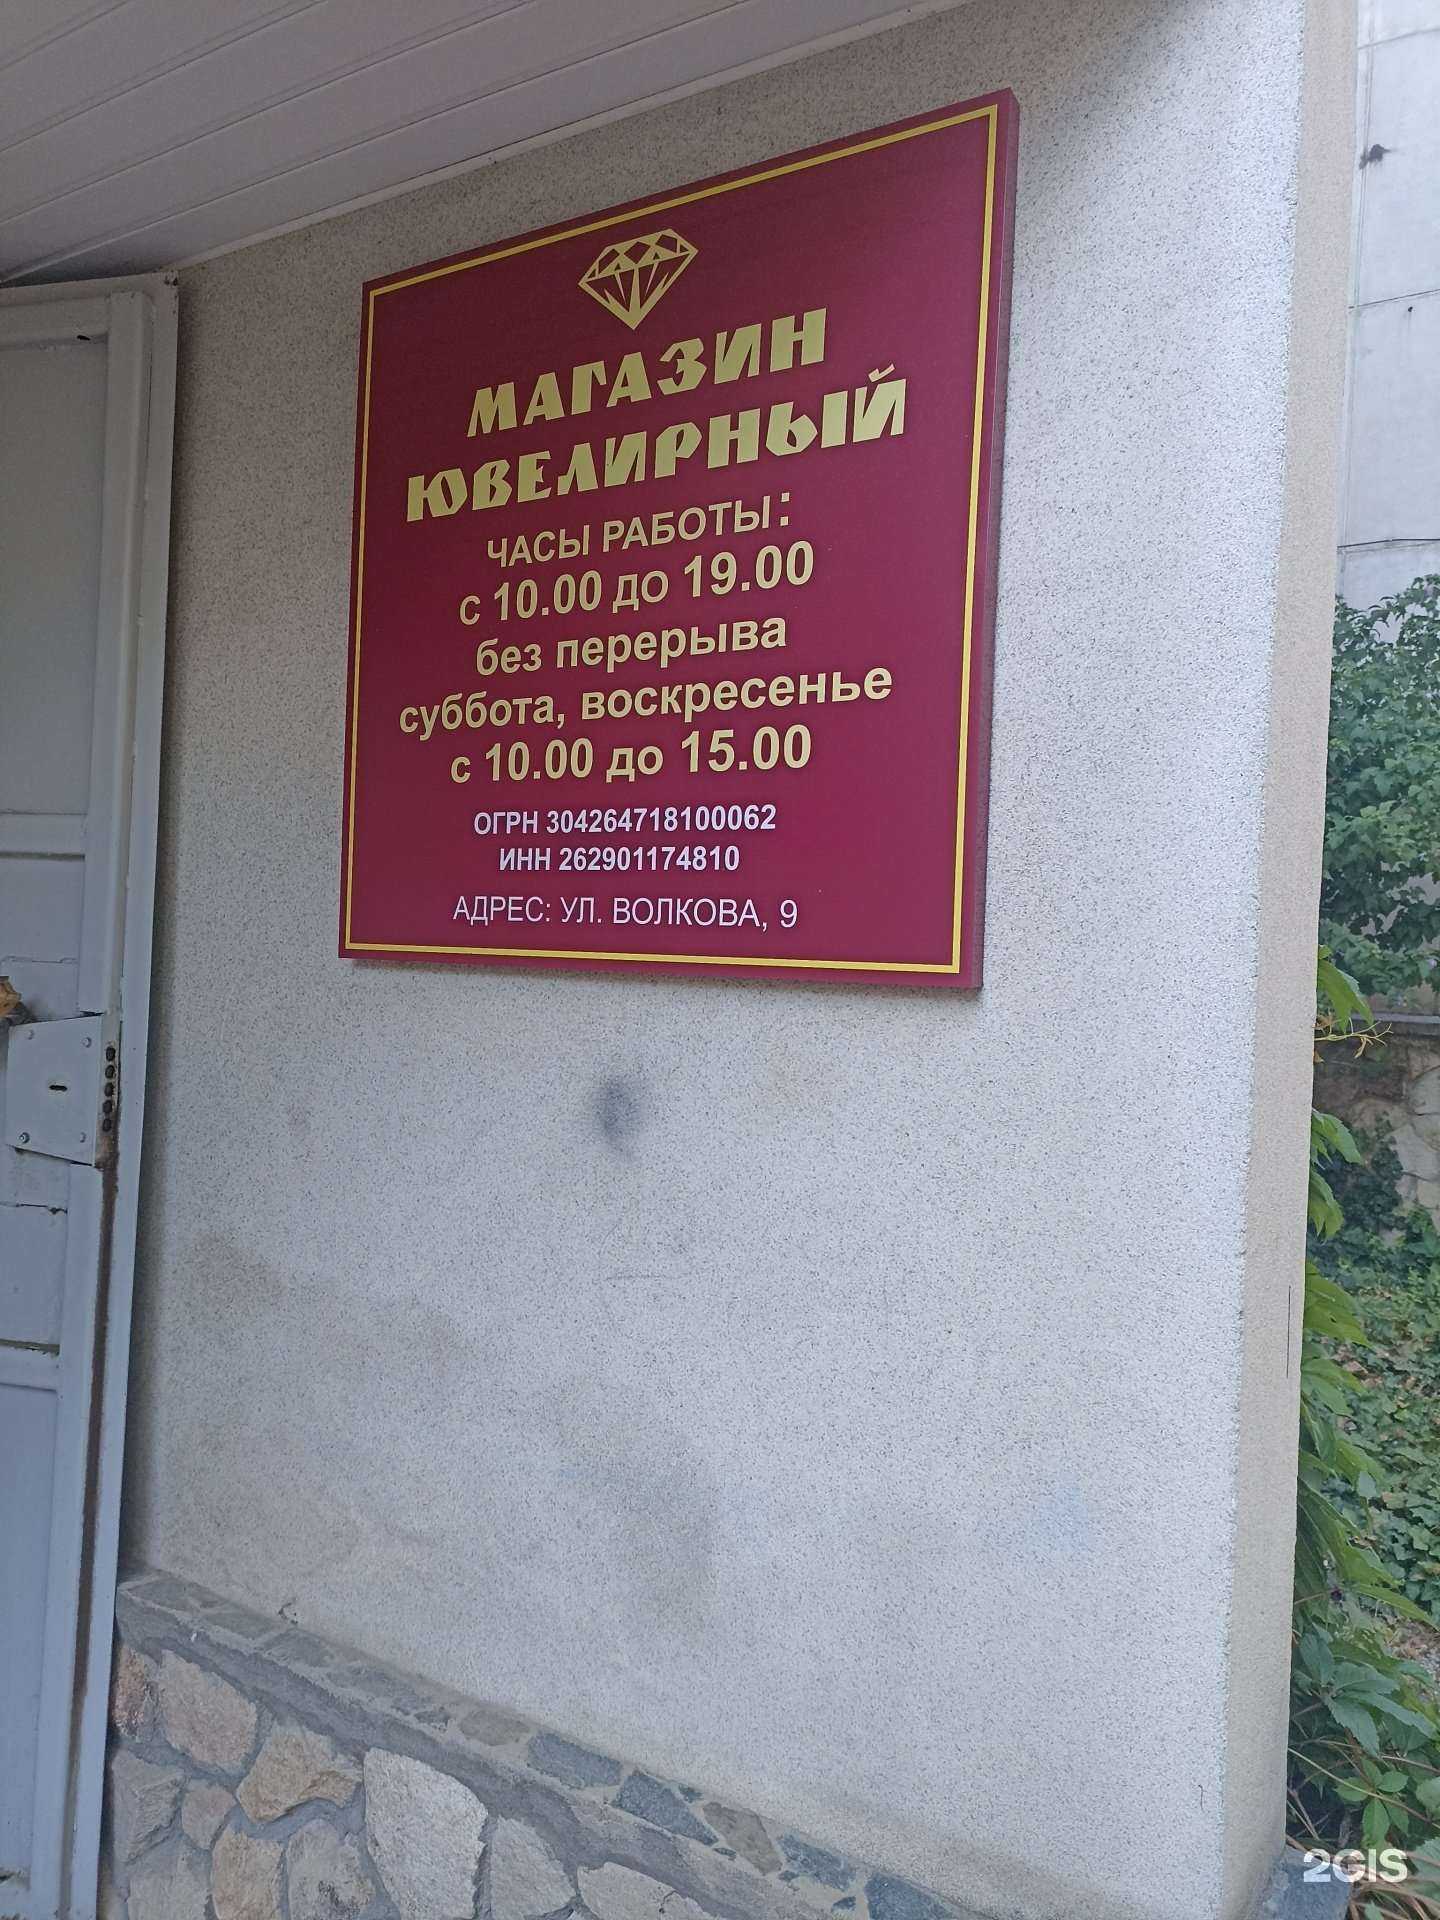 МАГАЗИН
ЮВЕЛИРНЫЙ
ЧАСЫ РАБОТЫ:
С 10.00 ДО 19.00
без перерыва
суббота, воскресенье
с 10.00 до 15.00
ОГРН 304264718100062
ИНН 262901174810
АДРЕС: УЛ. ВОЛКОВА, 9
2GIS